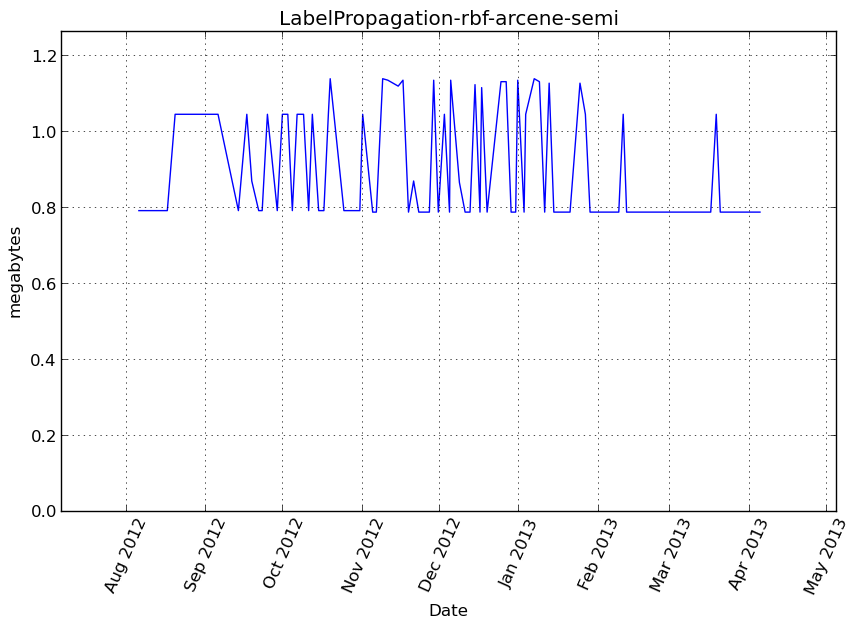 LabelPropagation-rbf-arcene-semi
1.2
1.0
0.8
0.6
0.4
0.2
0.0
megabytes
Aug 2012
Sep 2012
Oct 2012
Nov 2012
Dec 2012
Jan 2013
Feb 2013
Mar 2013
Apr 2013
May 2013
Date